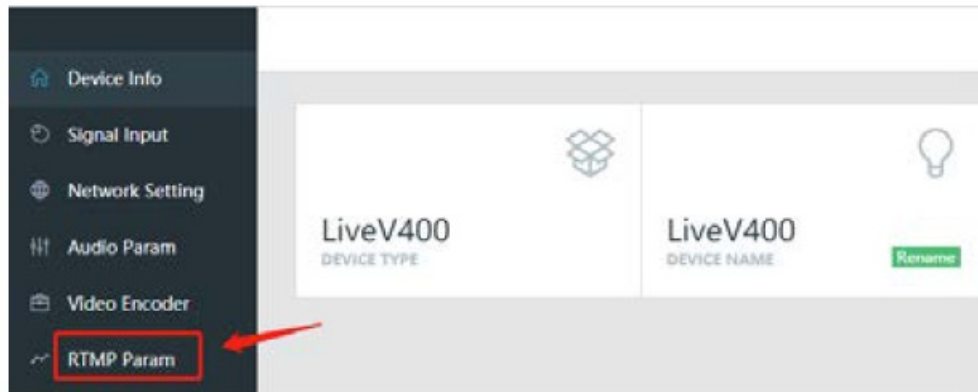 Device Info
Signal Input
Network Setting
Audio Param
Video Encoder
RTMP Param
LiveV400
DEVICE TYPE
LiveV400
DEVICE NAME
Rename